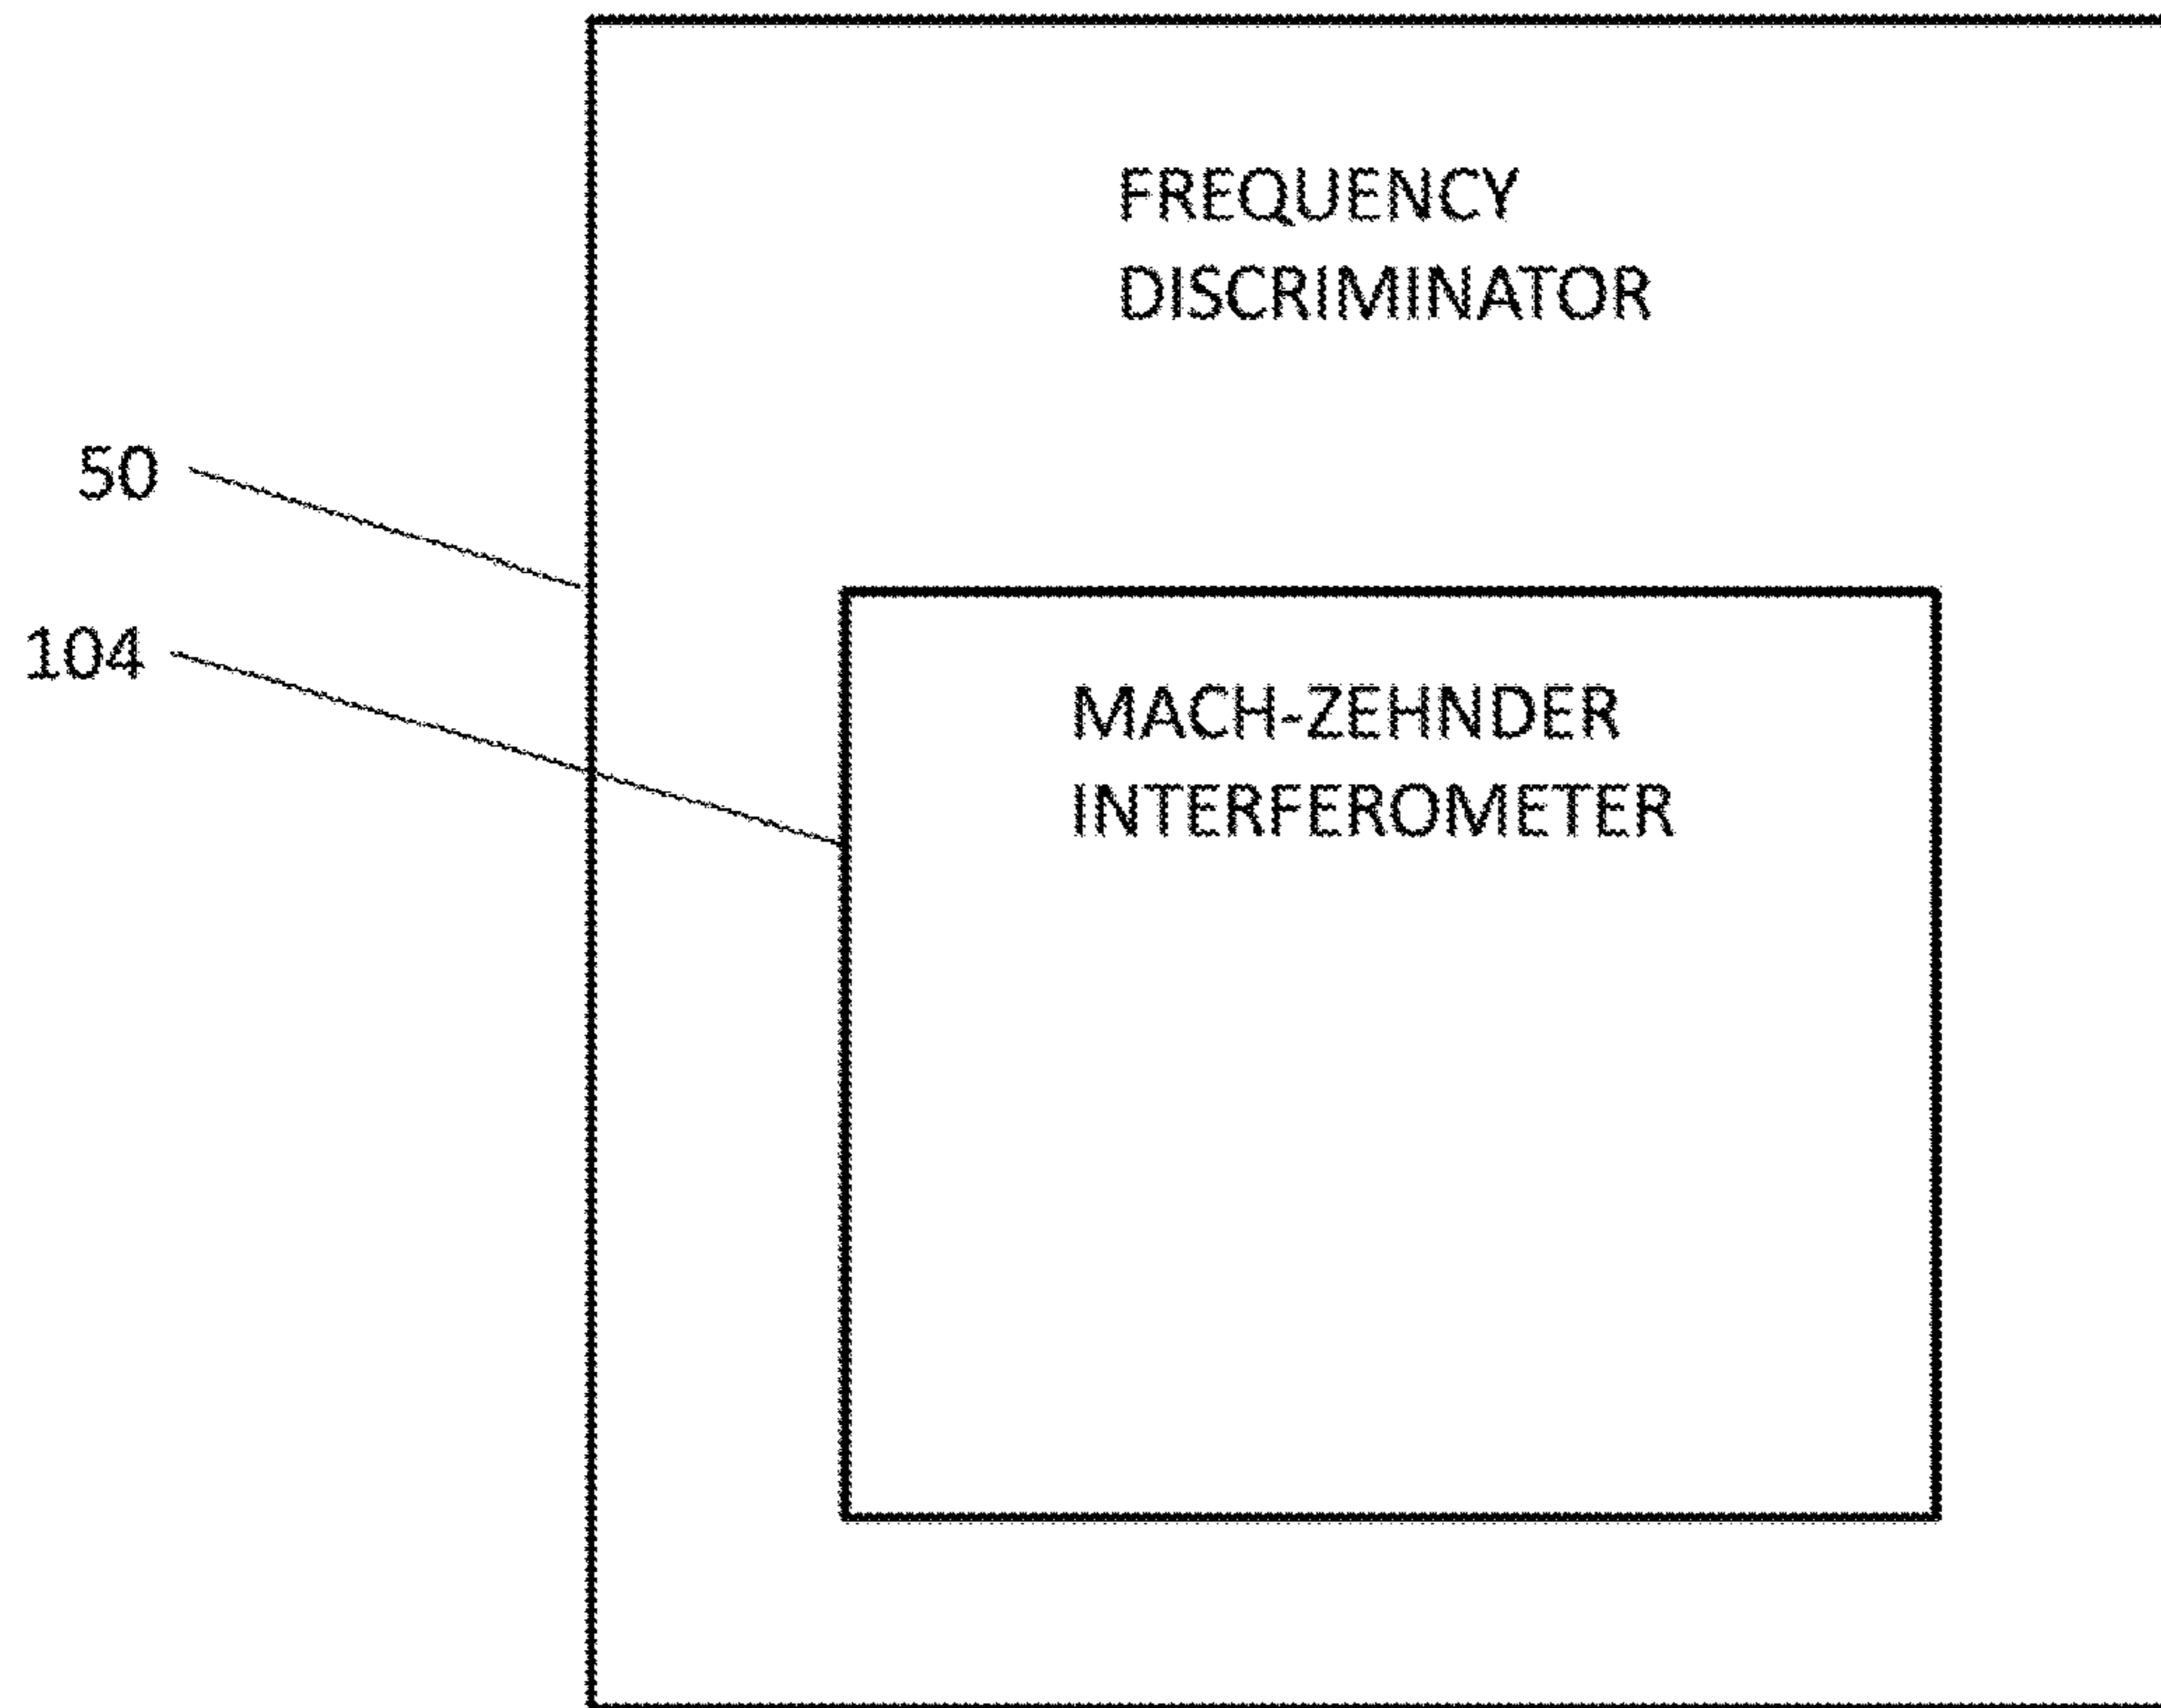 FREQUENCY
DISCRIMINATOR
50
104
MACH-ZEHNDER
INTERFEROMETER